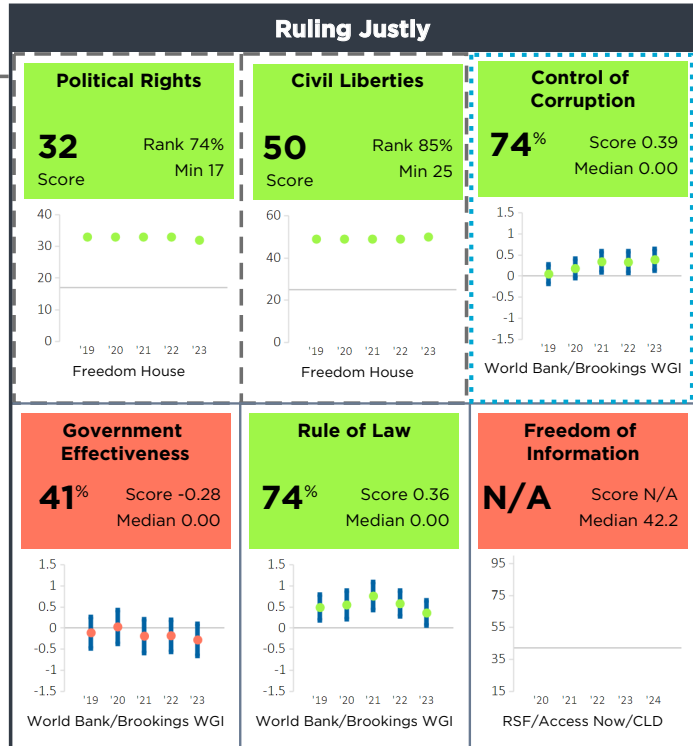 Ruling Justly
Political Rights
32
Score
Rank 74%
Min 17
40
30
20
10
0
'19 '20 '21 '22 '23
Freedom House
Civil Liberties
50
Score
Rank 85%
Min 25
60
40
20
0
'19 '20 '21 '22 '23
Freedom House
Control of
Corruption
74%
Score 0.39
Median 0.00
1.5
1
0.5
0
-0.5
-1
-1.5
'19 '20 '21 '22 '23
World Bank/Brookings WGI
Government
Effectiveness
41%
Score -0.28
Median 0.00
1.5
1
0.5
0
-0.5
-1
-1.5
'19 '20 '21 '22 '23
World Bank/Brookings WGI
Rule of Law
74%
Score 0.36
Median 0.00
1.5
1
0.5
0
-0.5
-1
-1.5
'19 '20 '21 '22 '23
World Bank/Brookings WGI
Freedom of
Information
N/A
Score N/A
Median 42.2
95
75
55
35
15
'20 '21 '22 '23 '24
RSF/Access Now/CLD